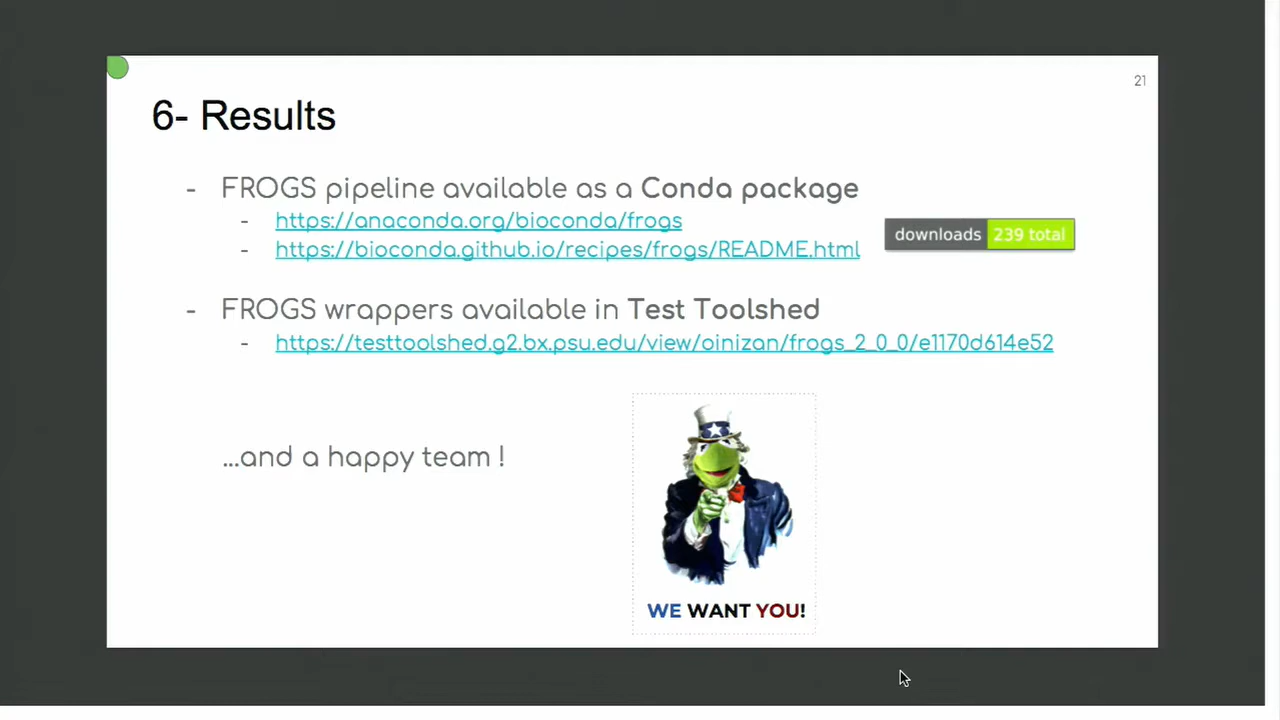 21
6- Results
- FROGS pipeline available as a Conda package
- https://anaconda.org/bioconda/frogs
- https://bioconda.github.io/recipes/frogs/README.html
downloads 239 total
- FROGS wrappers available in Test Toolshed
- https://testtoolshed.g2.bx.psu.edu/view/oinizan/frogs_2_0_0/e1170d614e52
...and a happy team !
WE WANT YOU!